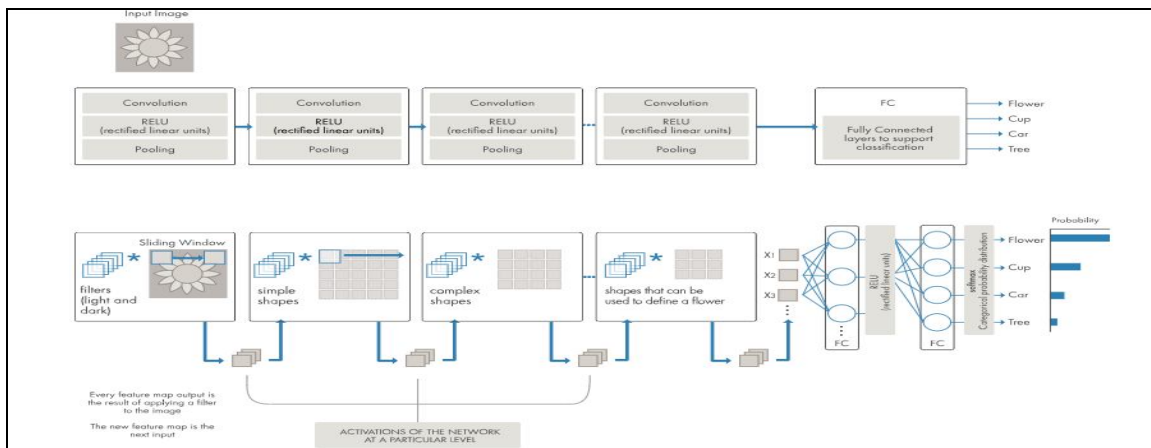 Input Image
Convolution
RELU
(rectified linear units)
Pooling
Convolution
RELU
(rectified linear units)
Pooling
Convolution
RELU
(rectified linear units)
Pooling
Convolution
RELU
(rectified linear units)
Pooling
FC
Fully Connected
layers to support
classification
Flower
Cup
Car
Tree
Sliding Window
*
filters
(light and
dark)
*
simple
shapes
*
complex
shapes
*
shapes that can be
used to define a flower
X1
X2
X3
FC
RELU
(rectified linear units)
FC
softmax
Categorical probability distribution
Probability
Flower
Cup
Car
Tree
Every feature map output is
the result of applying a filter
to the image
The new feature map is the
next input
ACTIVATIONS OF THE NETWORK
AT A PARTICULAR LEVEL